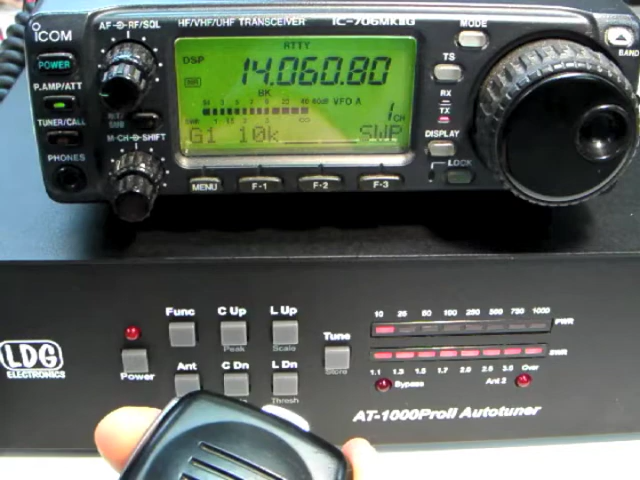 ICOM
AF-⊖-RF/SQL
HF/VHF/UHF TRANSCEIVER
IC-706MKIIG
MODE
BAND
POWER
P.AMP/ATT
TUNER/CALL
PHONES
M-CH-⊖-SHIFT
DSP
RTTY
14.060.80
BK
VFO A
1CH
G1 10k SWP
TS
RX
TX
DISPLAY
LOCK
MENU
F-1
F-2
F-3
LDG
ELECTRONICS
Power
Func
C Up
L Up
Peak
Scale
Ant
C Dn
L Dn
Thresh
Tune
Store
10 25 50 100 250 500 750 1000
PWR
SWR
1.1 1.3 1.5 1.7 2.0 2.5 3.0 Over
Bypass
Ant 2
AT-1000ProII Autotuner